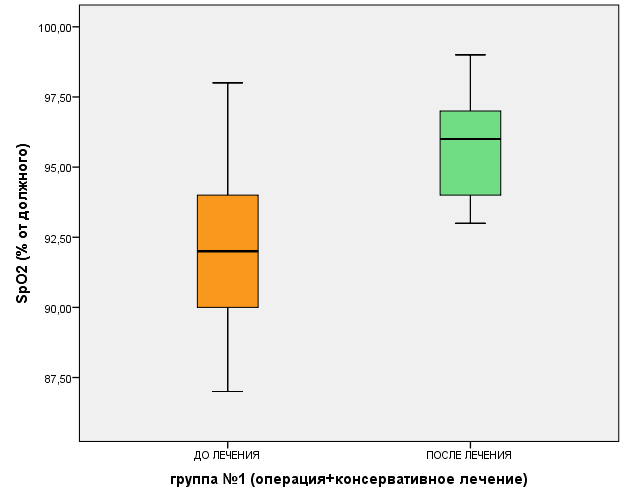 100,00
97,50
95,00
92,50
90,00
87,50
SpO2 (% от должного)
ДО ЛЕЧЕНИЯ
ПОСЛЕ ЛЕЧЕНИЯ
группа №1 (операция+консервативное лечение)